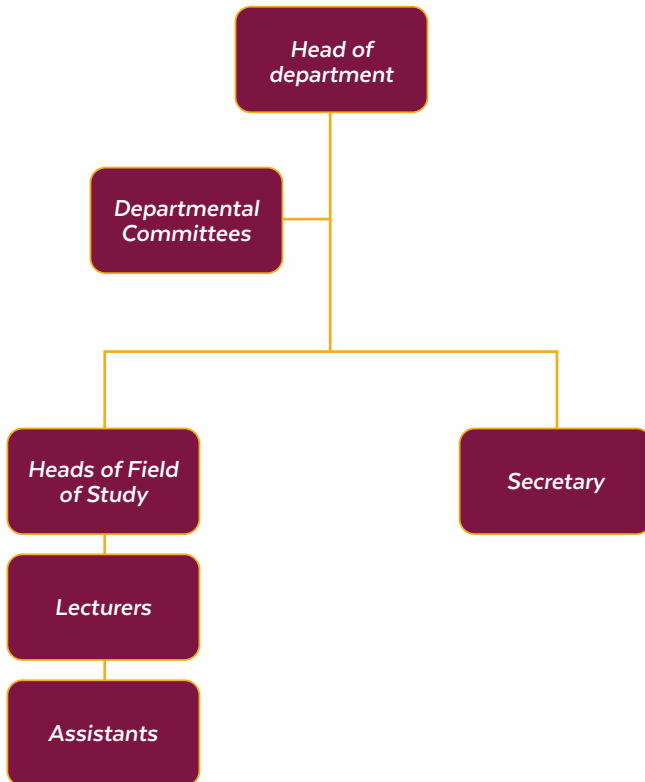 Head of
department
Departmental
Committees
Heads of Field
of Study
Secretary
Lecturers
Assistants